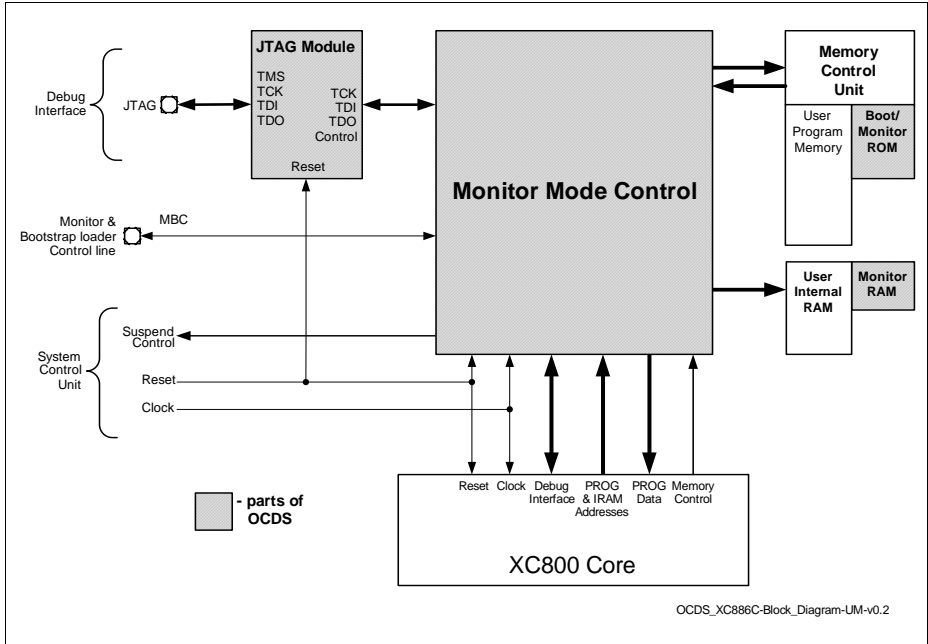 JTAG Module
TMS
TCK
TDI
TDO
TCK
TDI
TDO
Control
Reset
Debug
Interface
JTAG
Monitor &
Bootstrap loader
Control line
MBC
Suspend
Control
System
Control
Unit
Reset
Clock
Monitor Mode Control
Memory
Control
Unit
User
Program
Memory
Boot/
Monitor
ROM
User
Internal
RAM
Monitor
RAM
Reset
Clock
Debug
Interface
PROG
& IRAM
Addresses
PROG
Data
Memory
Control
XC800 Core
- parts of
OCDS
OCDS_XC886C-Block_Diagram-UM-v0.2